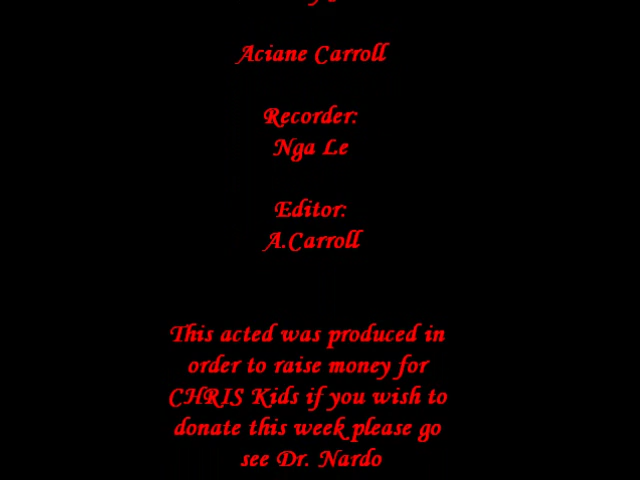 Aciane Carroll
Recorder:
Nga Le
Editor:
A.Carroll
This acted was produced in
order to raise money for
CHRIS Kids if you wish to
donate this week please go
see Dr. Nardo